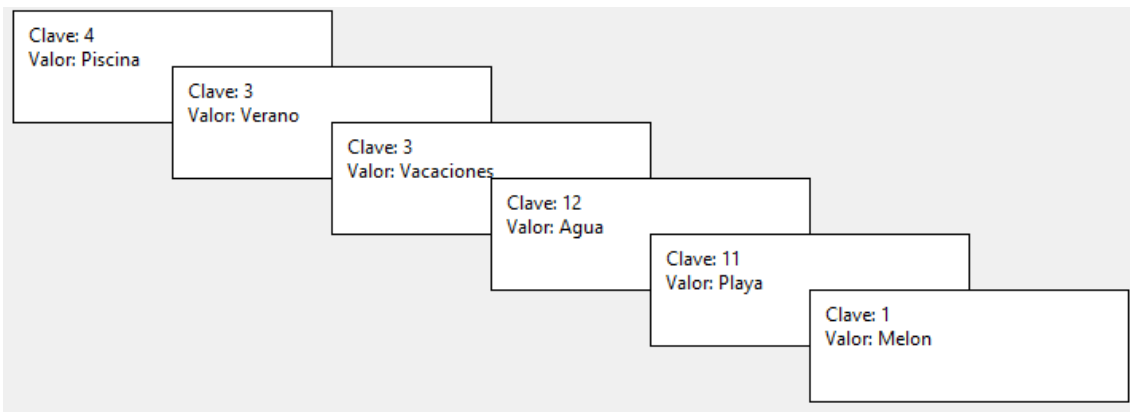 Clave: 4
Valor: Piscina
Clave: 3
Valor: Verano
Clave: 3
Valor: Vacaciones
Clave: 12
Valor: Agua
Clave: 11
Valor: Playa
Clave: 1
Valor: Melon